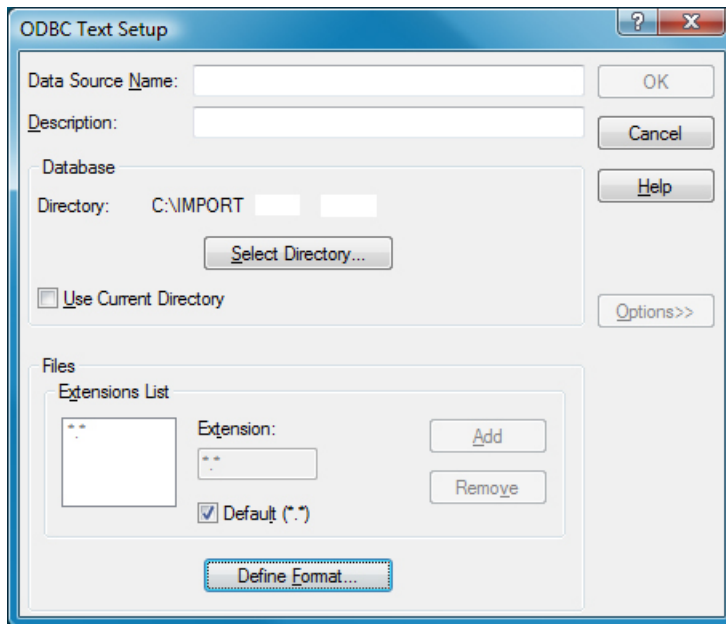 ODBC Text Setup
?
Data Source Name:
OK
Description:
Cancel
Database
Help
Directory: C:\IMPORT
Select Directory...
Use Current Directory
Options>>
Files
Extensions List
*.*
Extension:
Add
*.*
Remove
Default (*.*)
Define Format...